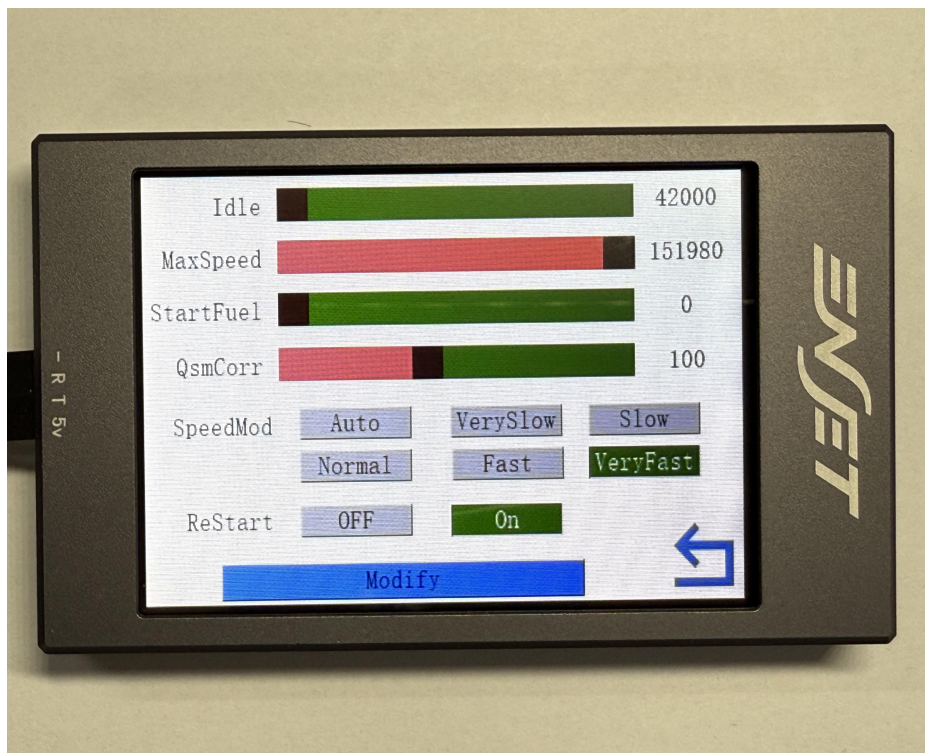 Idle 42000
MaxSpeed 151980
StartFuel 0
QsmCorr 100
SpeedMod Auto VerySlow Slow
Normal Fast VeryFast
ReStart OFF On
Modify
- R T 5v
ENJET